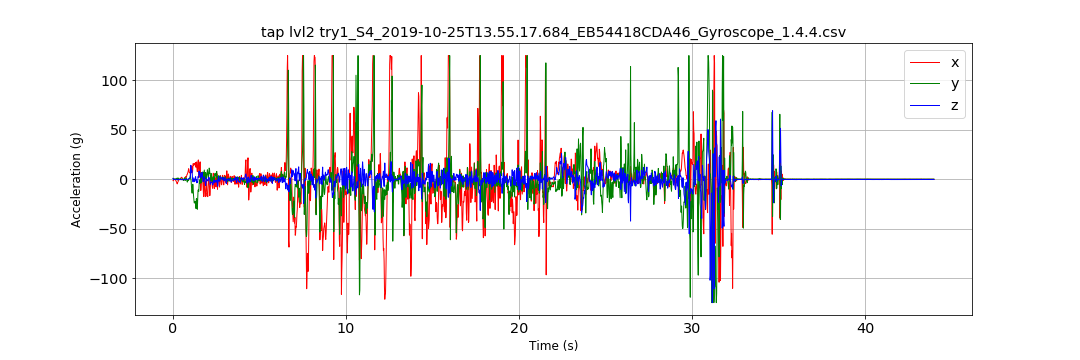 tap lvl2 try1_S4_2019-10-25T13.55.17.684_EB54418CDA46_Gyroscope_1.4.4.csv
x
y
z
100
50
0
−50
−100
Acceleration (g)
0 10 20 30 40
Time (s)